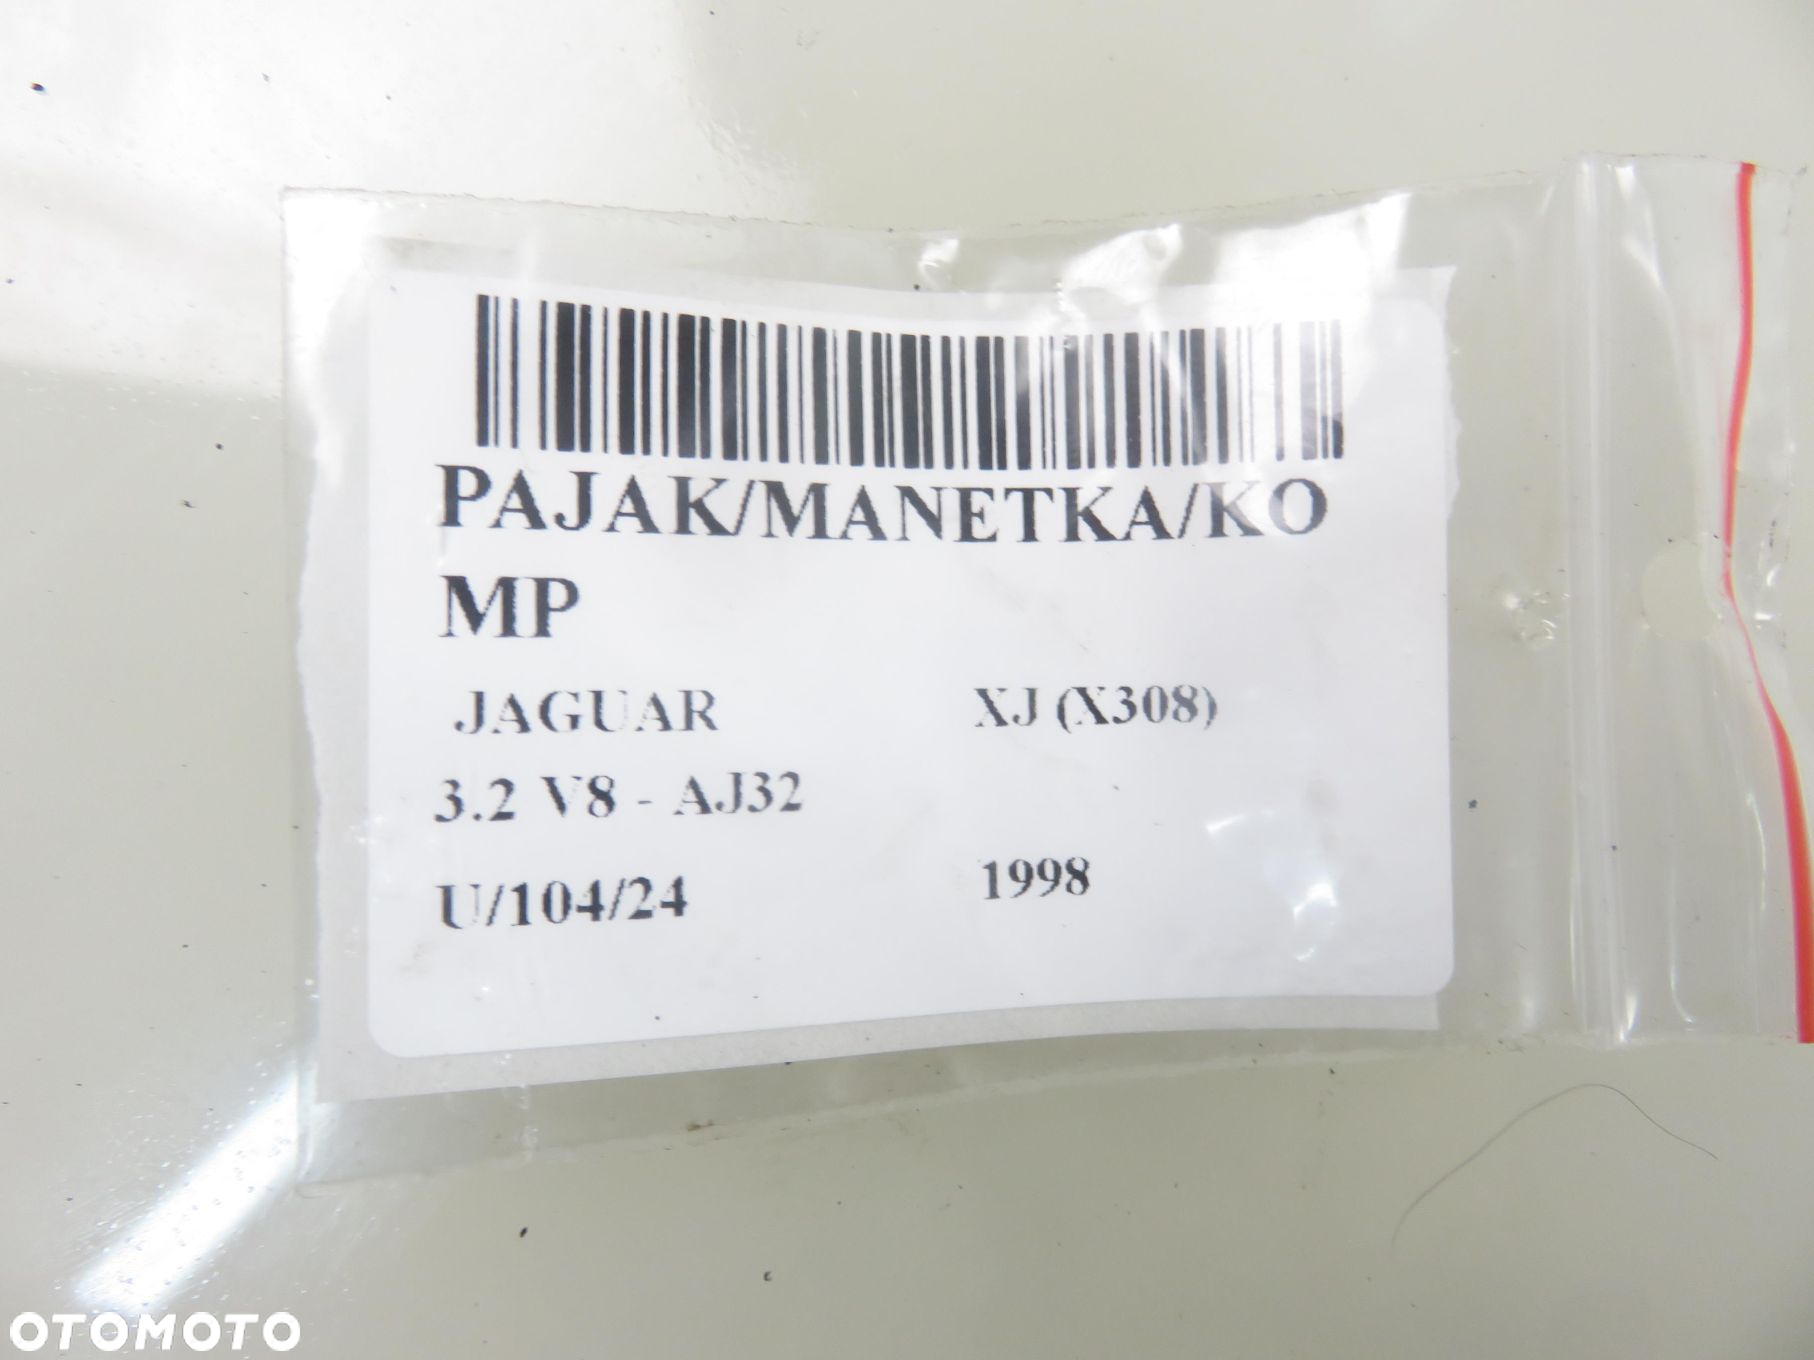 PAJAK/MANETKA/KO
MP
JAGUAR XJ (X308)
3.2 V8 - AJ32
U/104/24 1998
OTOMOTO